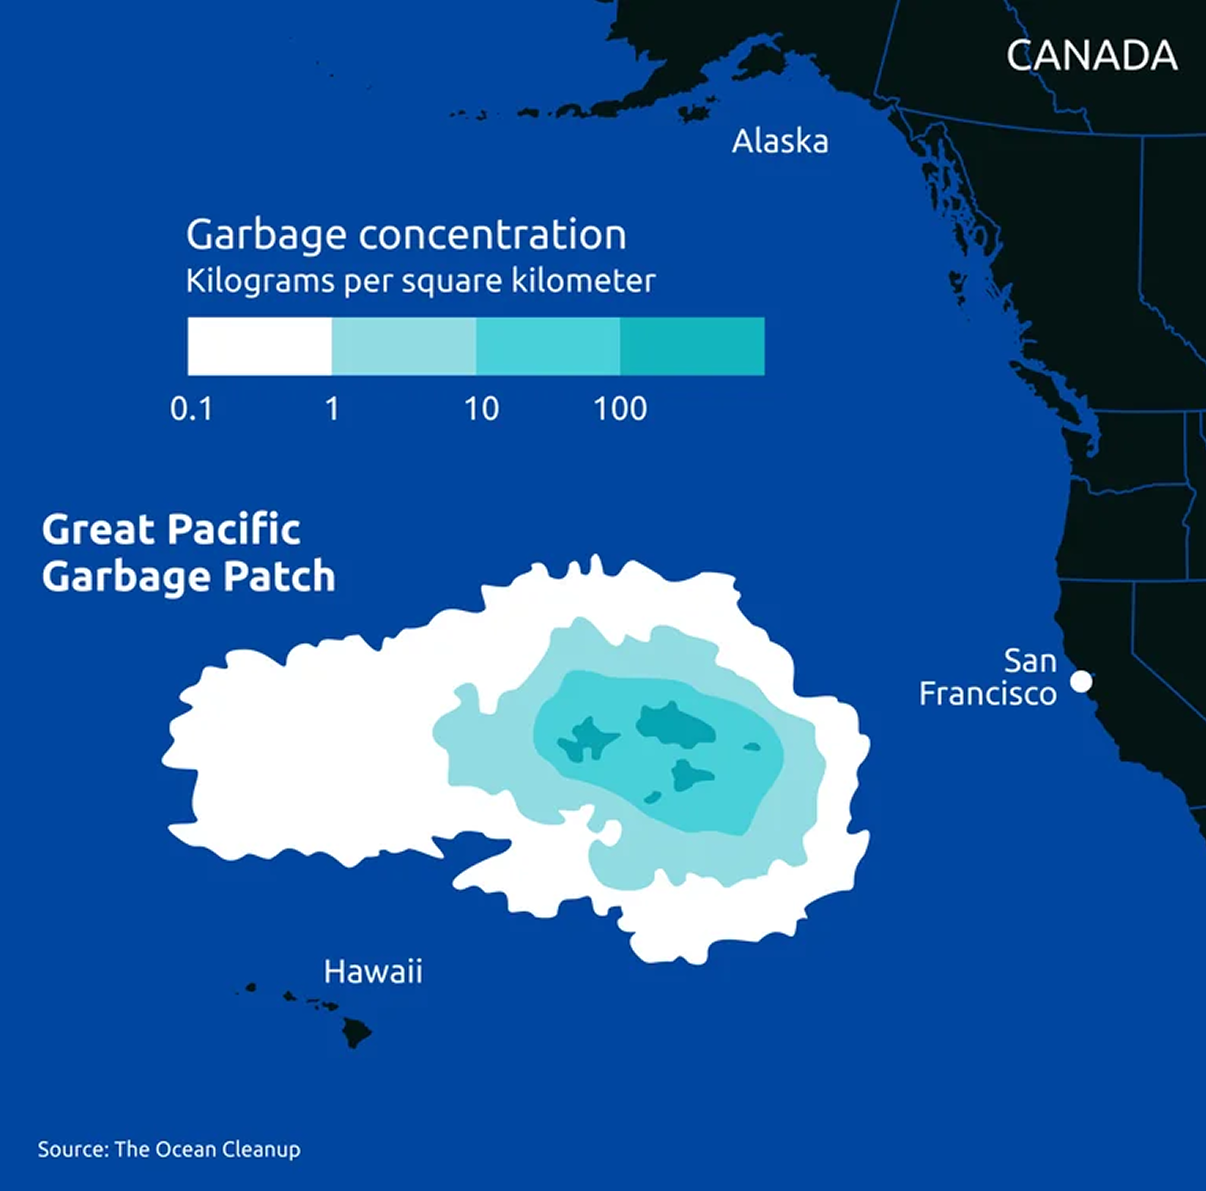 CANADA
Alaska
Garbage concentration
Kilograms per square kilometer
0.1 1 10 100
Great Pacific
Garbage Patch
San
Francisco
Hawaii
Source: The Ocean Cleanup